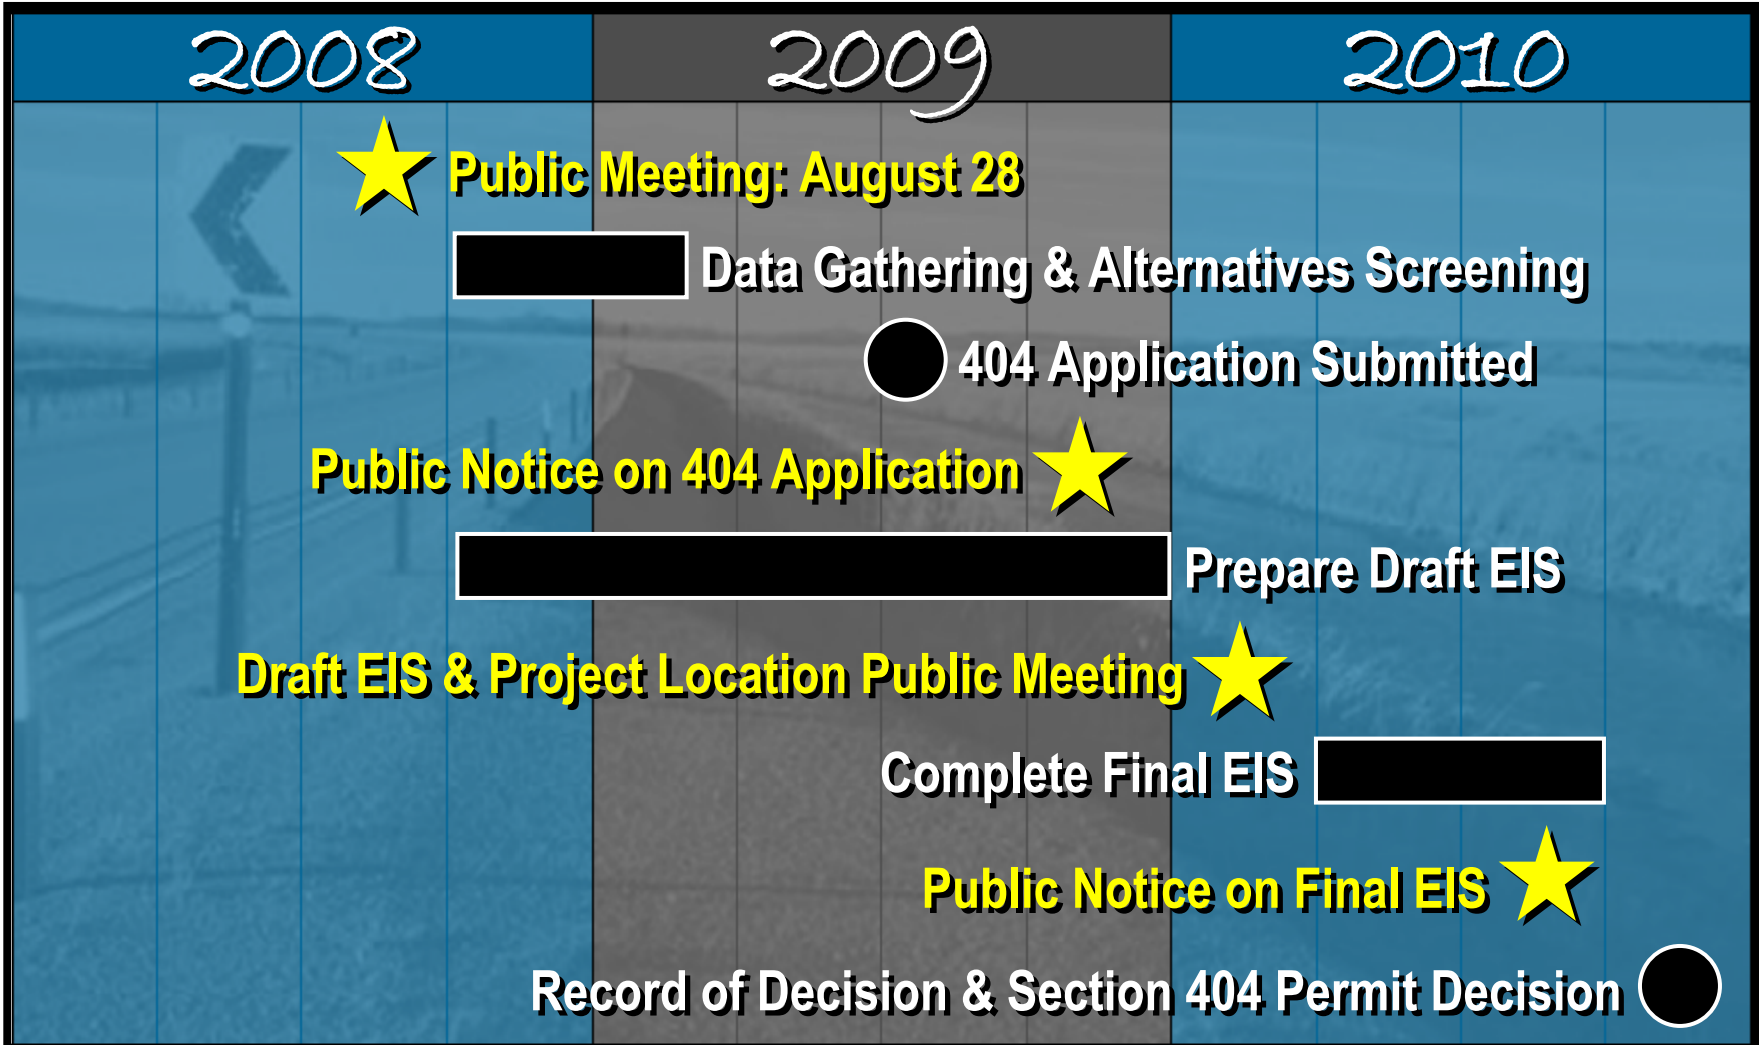 2008 2009 2010
Public Meeting: August 28
Data Gathering & Alternatives Screening
404 Application Submitted
Public Notice on 404 Application
Prepare Draft EIS
Draft EIS & Project Location Public Meeting
Complete Final EIS
Public Notice on Final EIS
Record of Decision & Section 404 Permit Decision